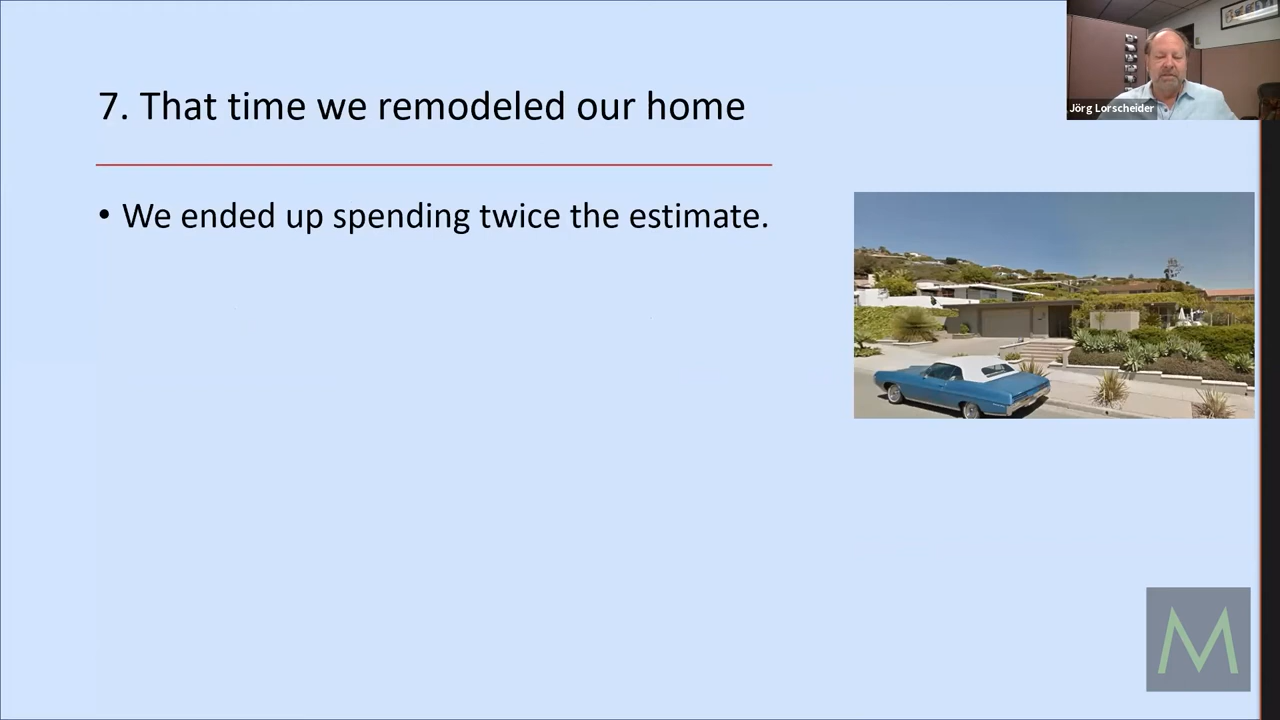 Jörg Lorscheider
7. That time we remodeled our home
• We ended up spending twice the estimate.
M